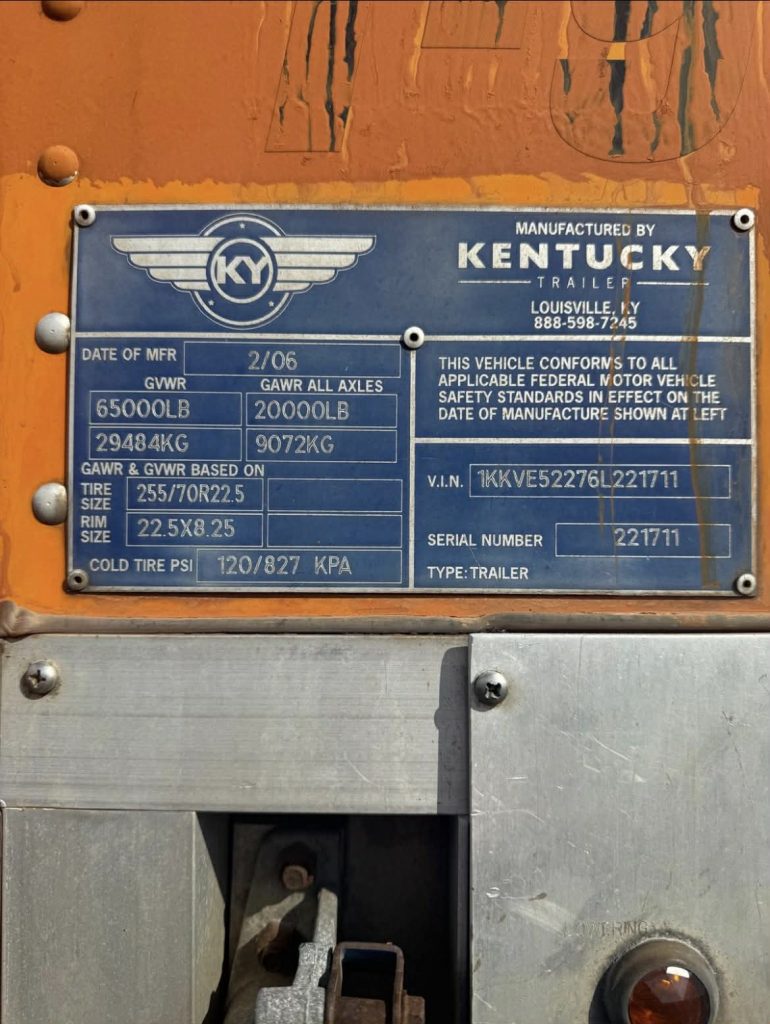 KY
MANUFACTURED BY
KENTUCKY
TRAILER
LOUISVILLE, KY
888-598-7245
DATE OF MFR 2/06
GVWR GAWR ALL AXLES
65000LB 20000LB
29484KG 9072KG
GAWR & GVWR BASED ON
TIRE SIZE 255/70R22.5
RIM SIZE 22.5X8.25
COLD TIRE PSI 120/827 KPA
THIS VEHICLE CONFORMS TO ALL
APPLICABLE FEDERAL MOTOR VEHICLE
SAFETY STANDARDS IN EFFECT ON THE
DATE OF MANUFACTURE SHOWN AT LEFT
V.I.N. 1KKVE52276L221711
SERIAL NUMBER 221711
TYPE: TRAILER